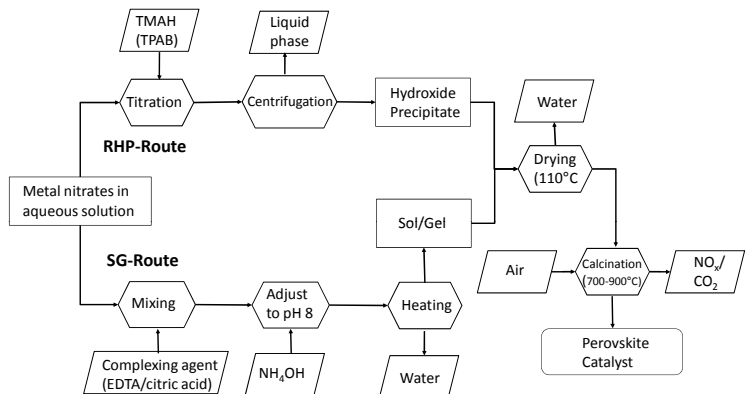 TMAH
(TPAB)
Liquid
phase
Titration
Centrifugation
Hydroxide
Precipitate
Water
RHP-Route
Drying
(110°C
Metal nitrates in
aqueous solution
Sol/Gel
SG-Route
Air
Calcination
(700-900°C)
NOx/
CO2
Mixing
Adjust
to pH 8
Heating
Perovskite
Catalyst
Complexing agent
(EDTA/citric acid)
NH4OH
Water